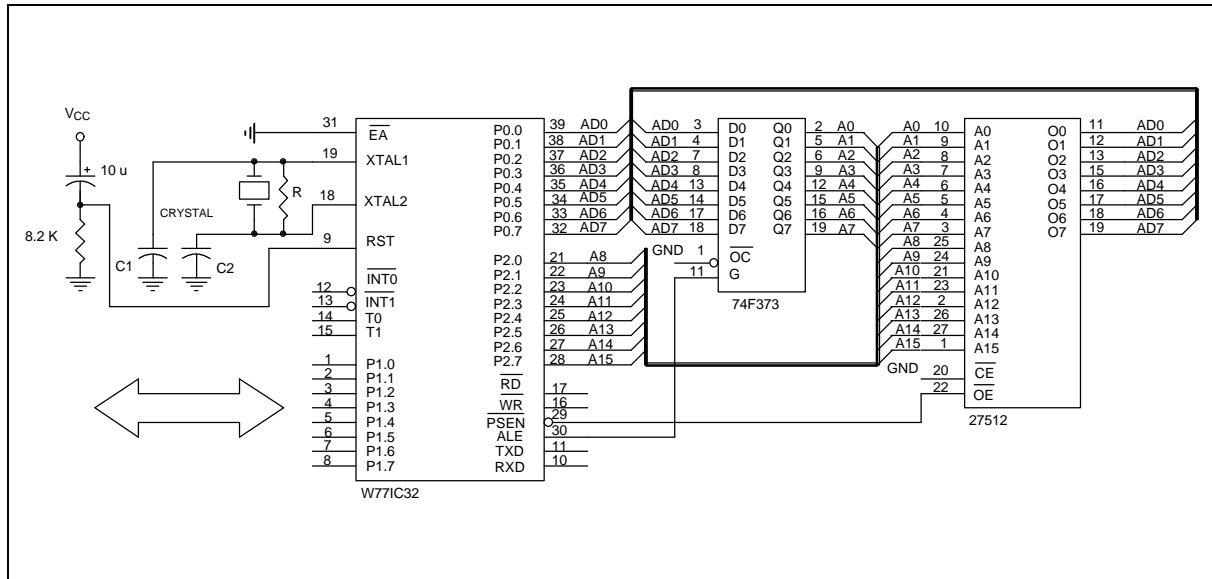 VCC
+
10 u
8.2 K
C1
CRYSTAL
C2
R
31
19
18
9
12
13
14
15
1
2
3
4
5
6
7
8
EA
XTAL1
XTAL2
RST
INT0
INT1
T0
T1
P1.0
P1.1
P1.2
P1.3
P1.4
P1.5
P1.6
P1.7
P0.0 39 AD0
P0.1 38 AD1
P0.2 37 AD2
P0.3 36 AD3
P0.4 35 AD4
P0.5 34 AD5
P0.6 33 AD6
P0.7 32 AD7
P2.0 21 A8
P2.1 22 A9
P2.2 23 A10
P2.3 24 A11
P2.4 25 A12
P2.5 26 A13
P2.6 27 A14
P2.7 28 A15
RD 17
WR 16
PSEN 29
ALE 30
TXD 11
RXD 10
W77IC32
AD0 3 D0 Q0 2 A0
AD1 4 D1 Q1 5 A1
AD2 7 D2 Q2 6 A2
AD3 8 D3 Q3 9 A3
AD4 13 D4 Q4 12 A4
AD5 14 D5 Q5 15 A5
AD6 17 D6 Q6 16 A6
AD7 18 D7 Q7 19 A7
GND 1 OC
11 G
74F373
A0 10 A0 O0 11 AD0
A1 9 A1 O1 12 AD1
A2 8 A2 O2 13 AD2
A3 7 A3 O3 15 AD3
A4 6 A4 O4 16 AD4
A5 5 A5 O5 17 AD5
A6 4 A6 O6 18 AD6
A7 3 A7 O7 19 AD7
A8 25 A8
A9 24 A9
A10 21 A10
A11 23 A11
A12 2 A12
A13 26 A13
A14 27 A14
A15 1 A15
GND 20 CE
22 OE
27512